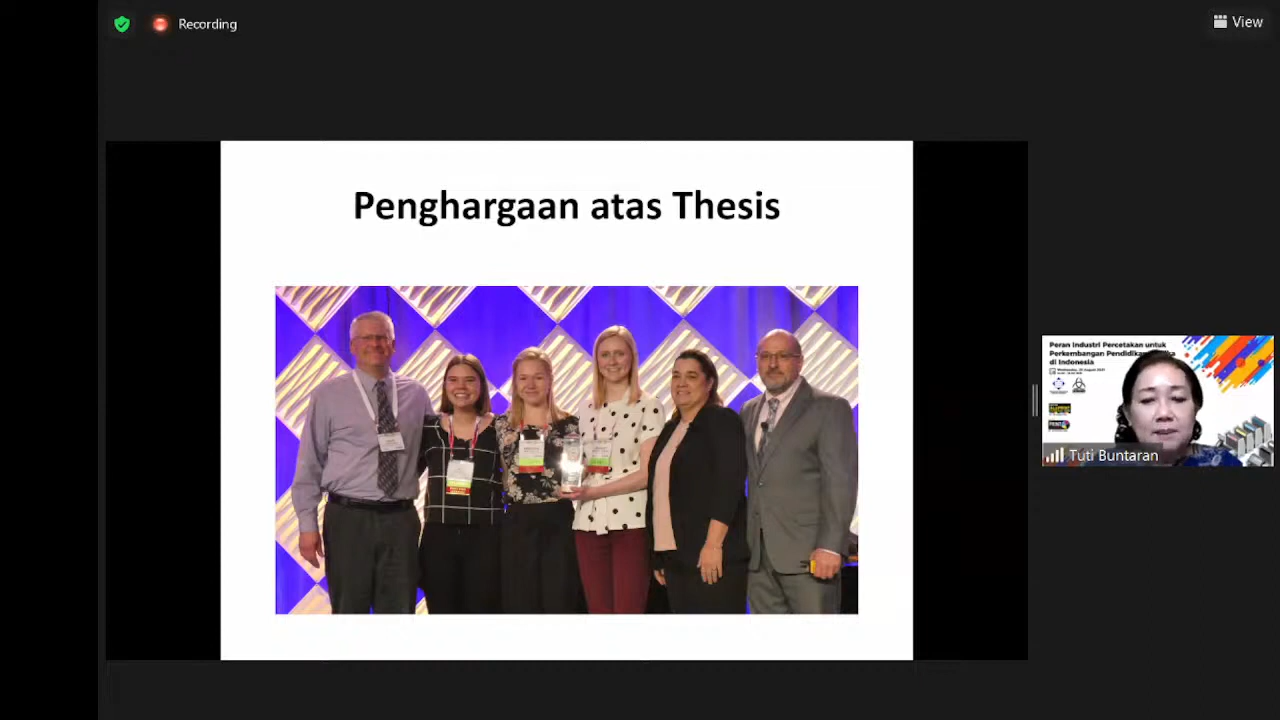 Recording
View
Penghargaan atas Thesis
Peran Industri Percetakan untuk
Perkembangan Pendidikan
di Indonesia
Tuti Buntaran